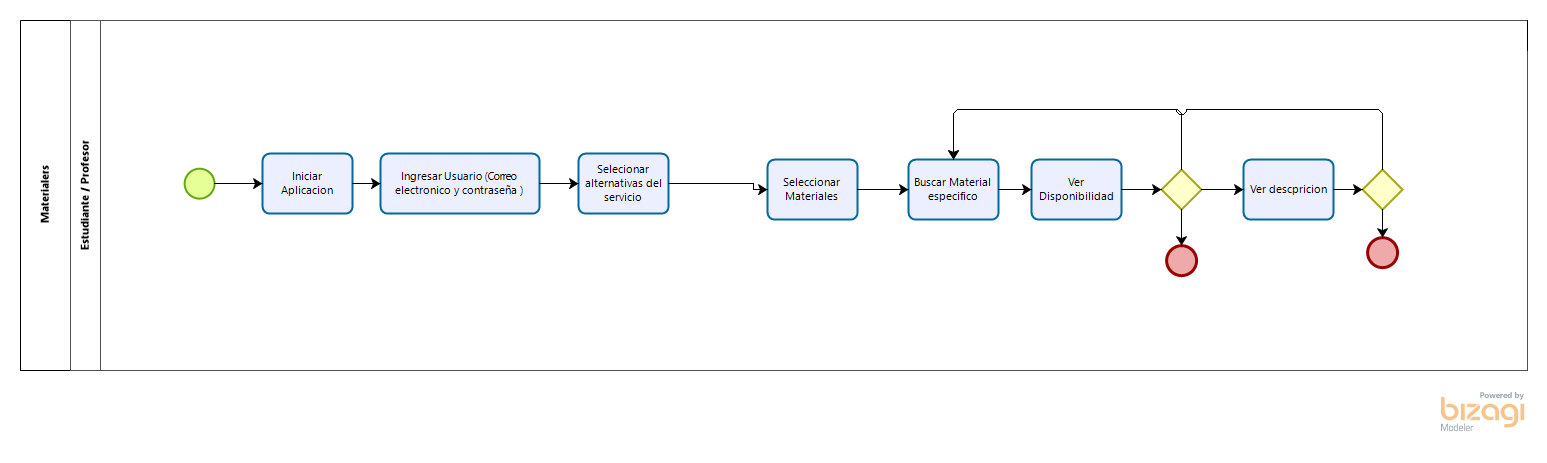 Materialers
Estudiante / Profesor
Iniciar
Aplicacion
Ingresar Usuario (Correo
electronico y contraseña )
Selecionar
alternativas del
servicio
Seleccionar
Materiales
Buscar Material
especifico
Ver
Disponibilidad
Ver descpricion
Powered by
bizagi
Modeler